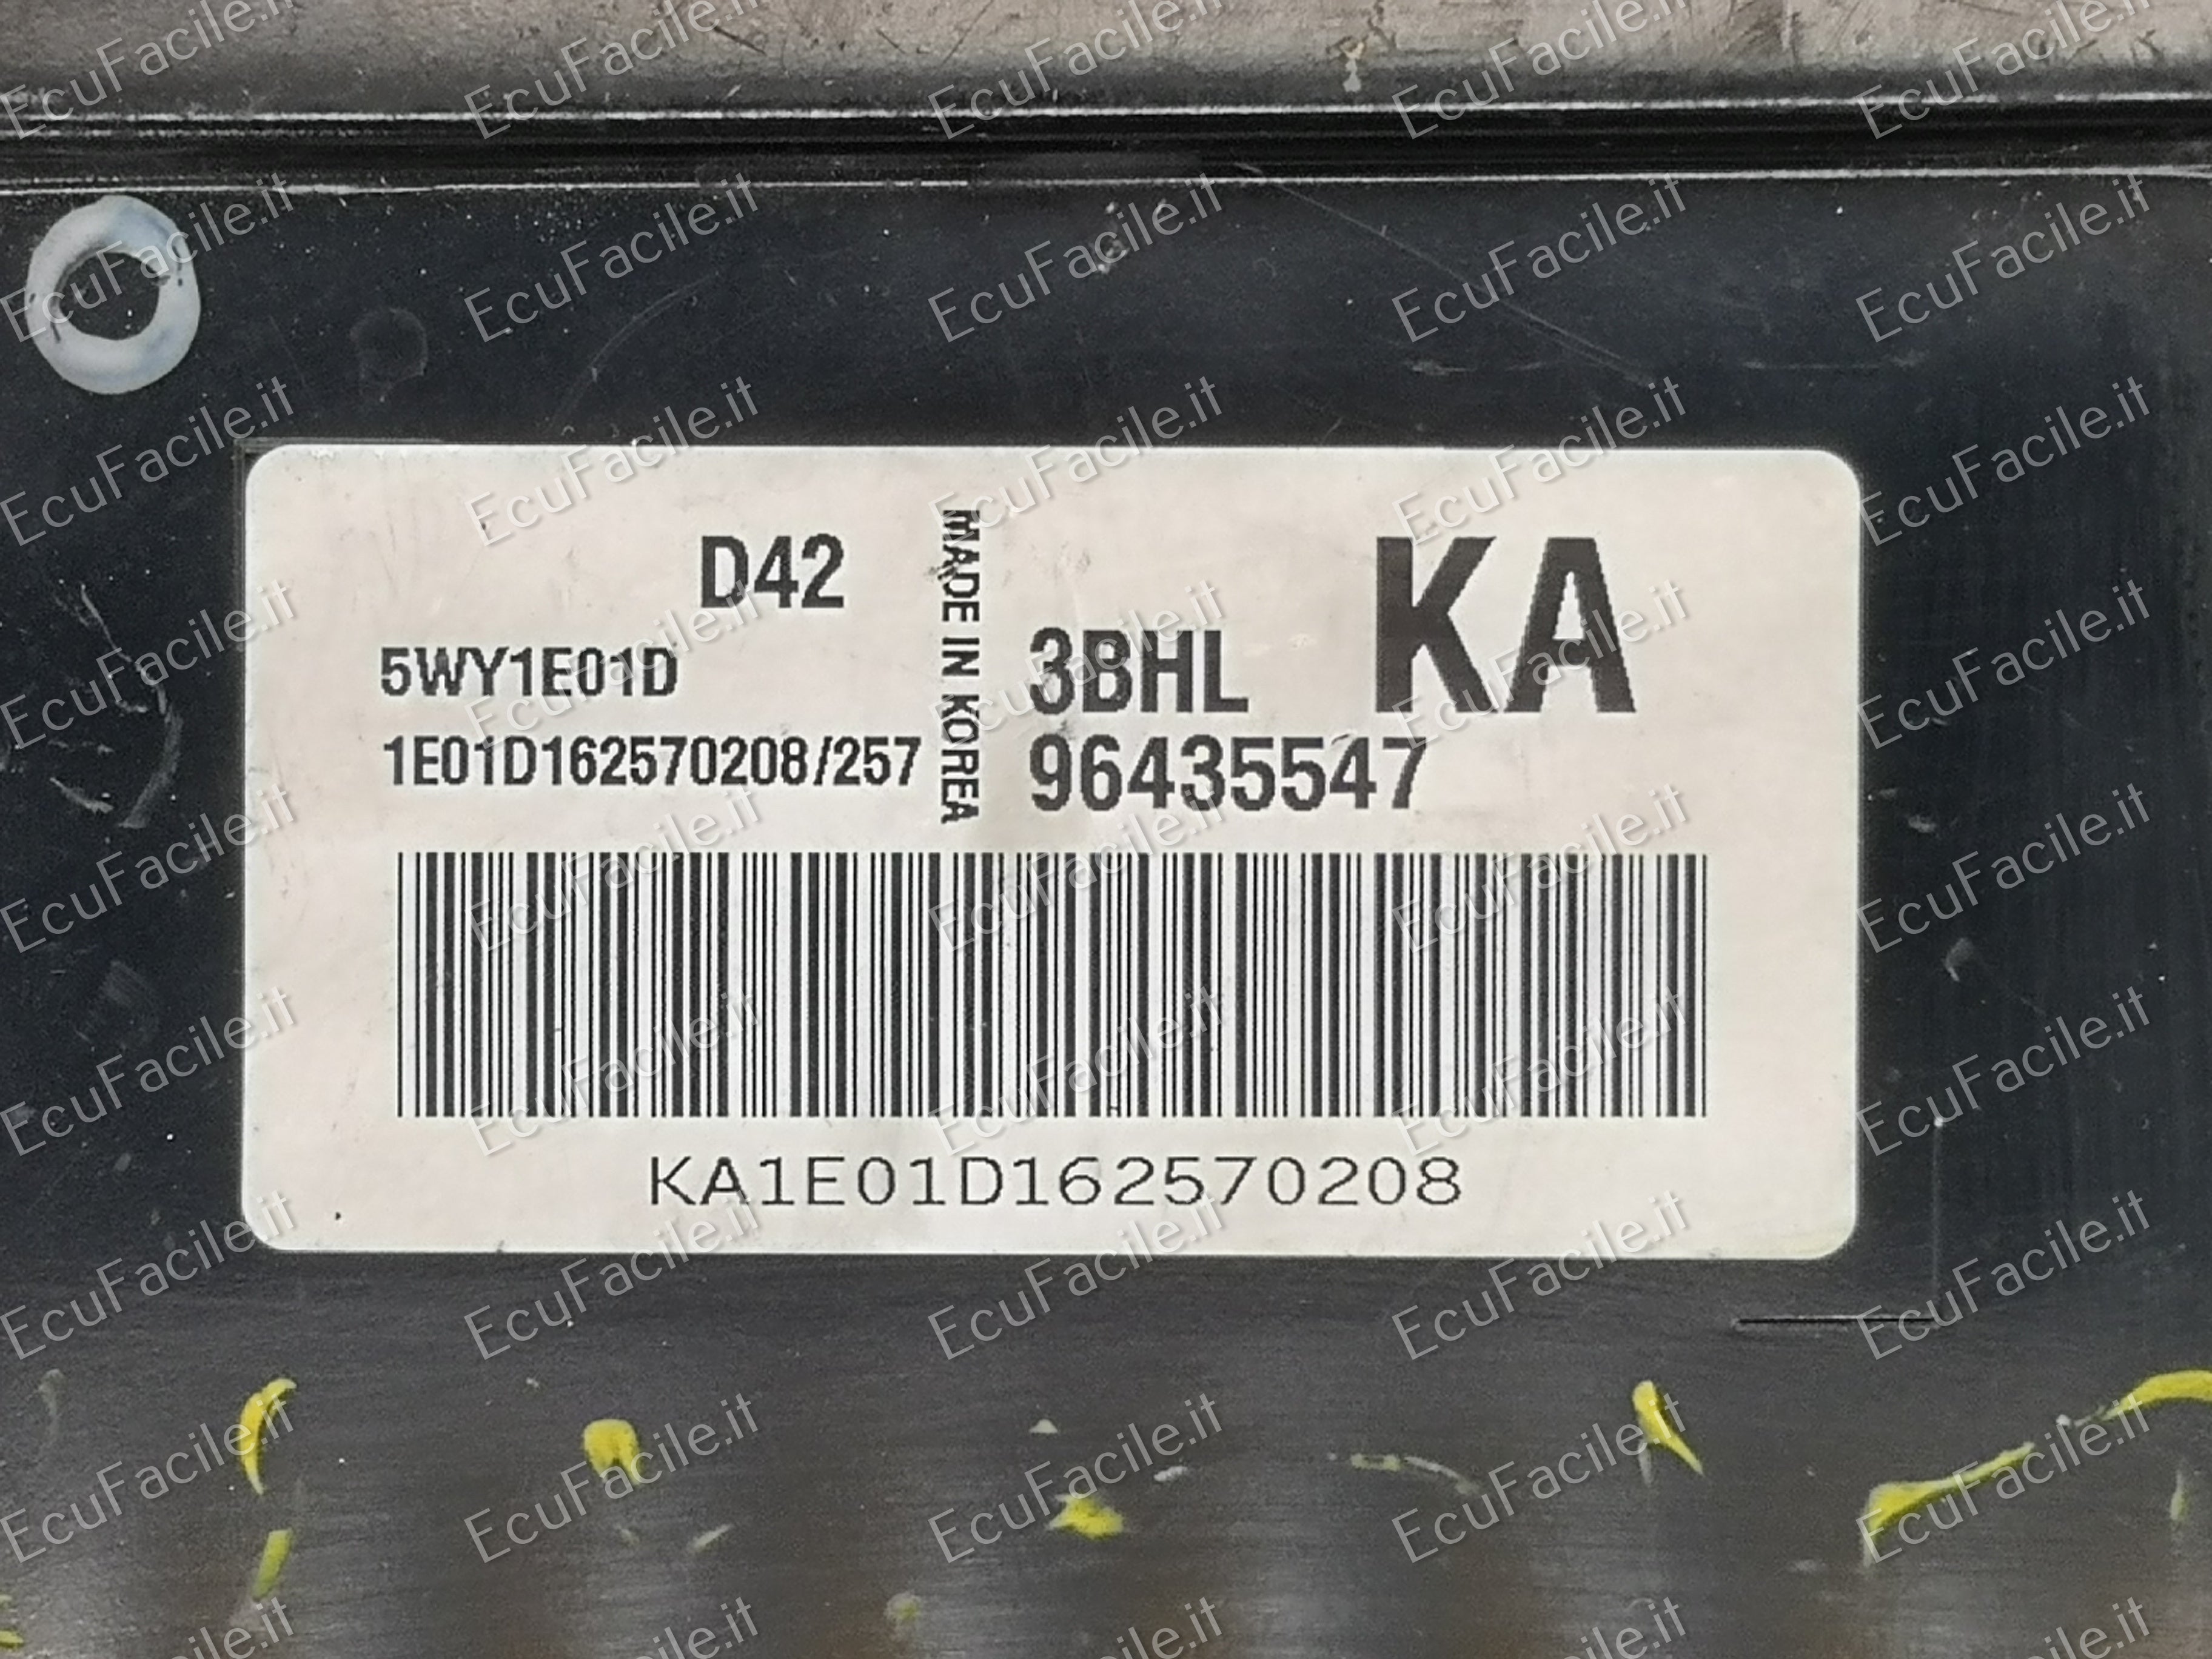 D42
5WY1E01D
1E01D162570208/257
MADE IN KOREA
3BHL
KA
96435547
KA1E01D162570208
EcuFacile.it